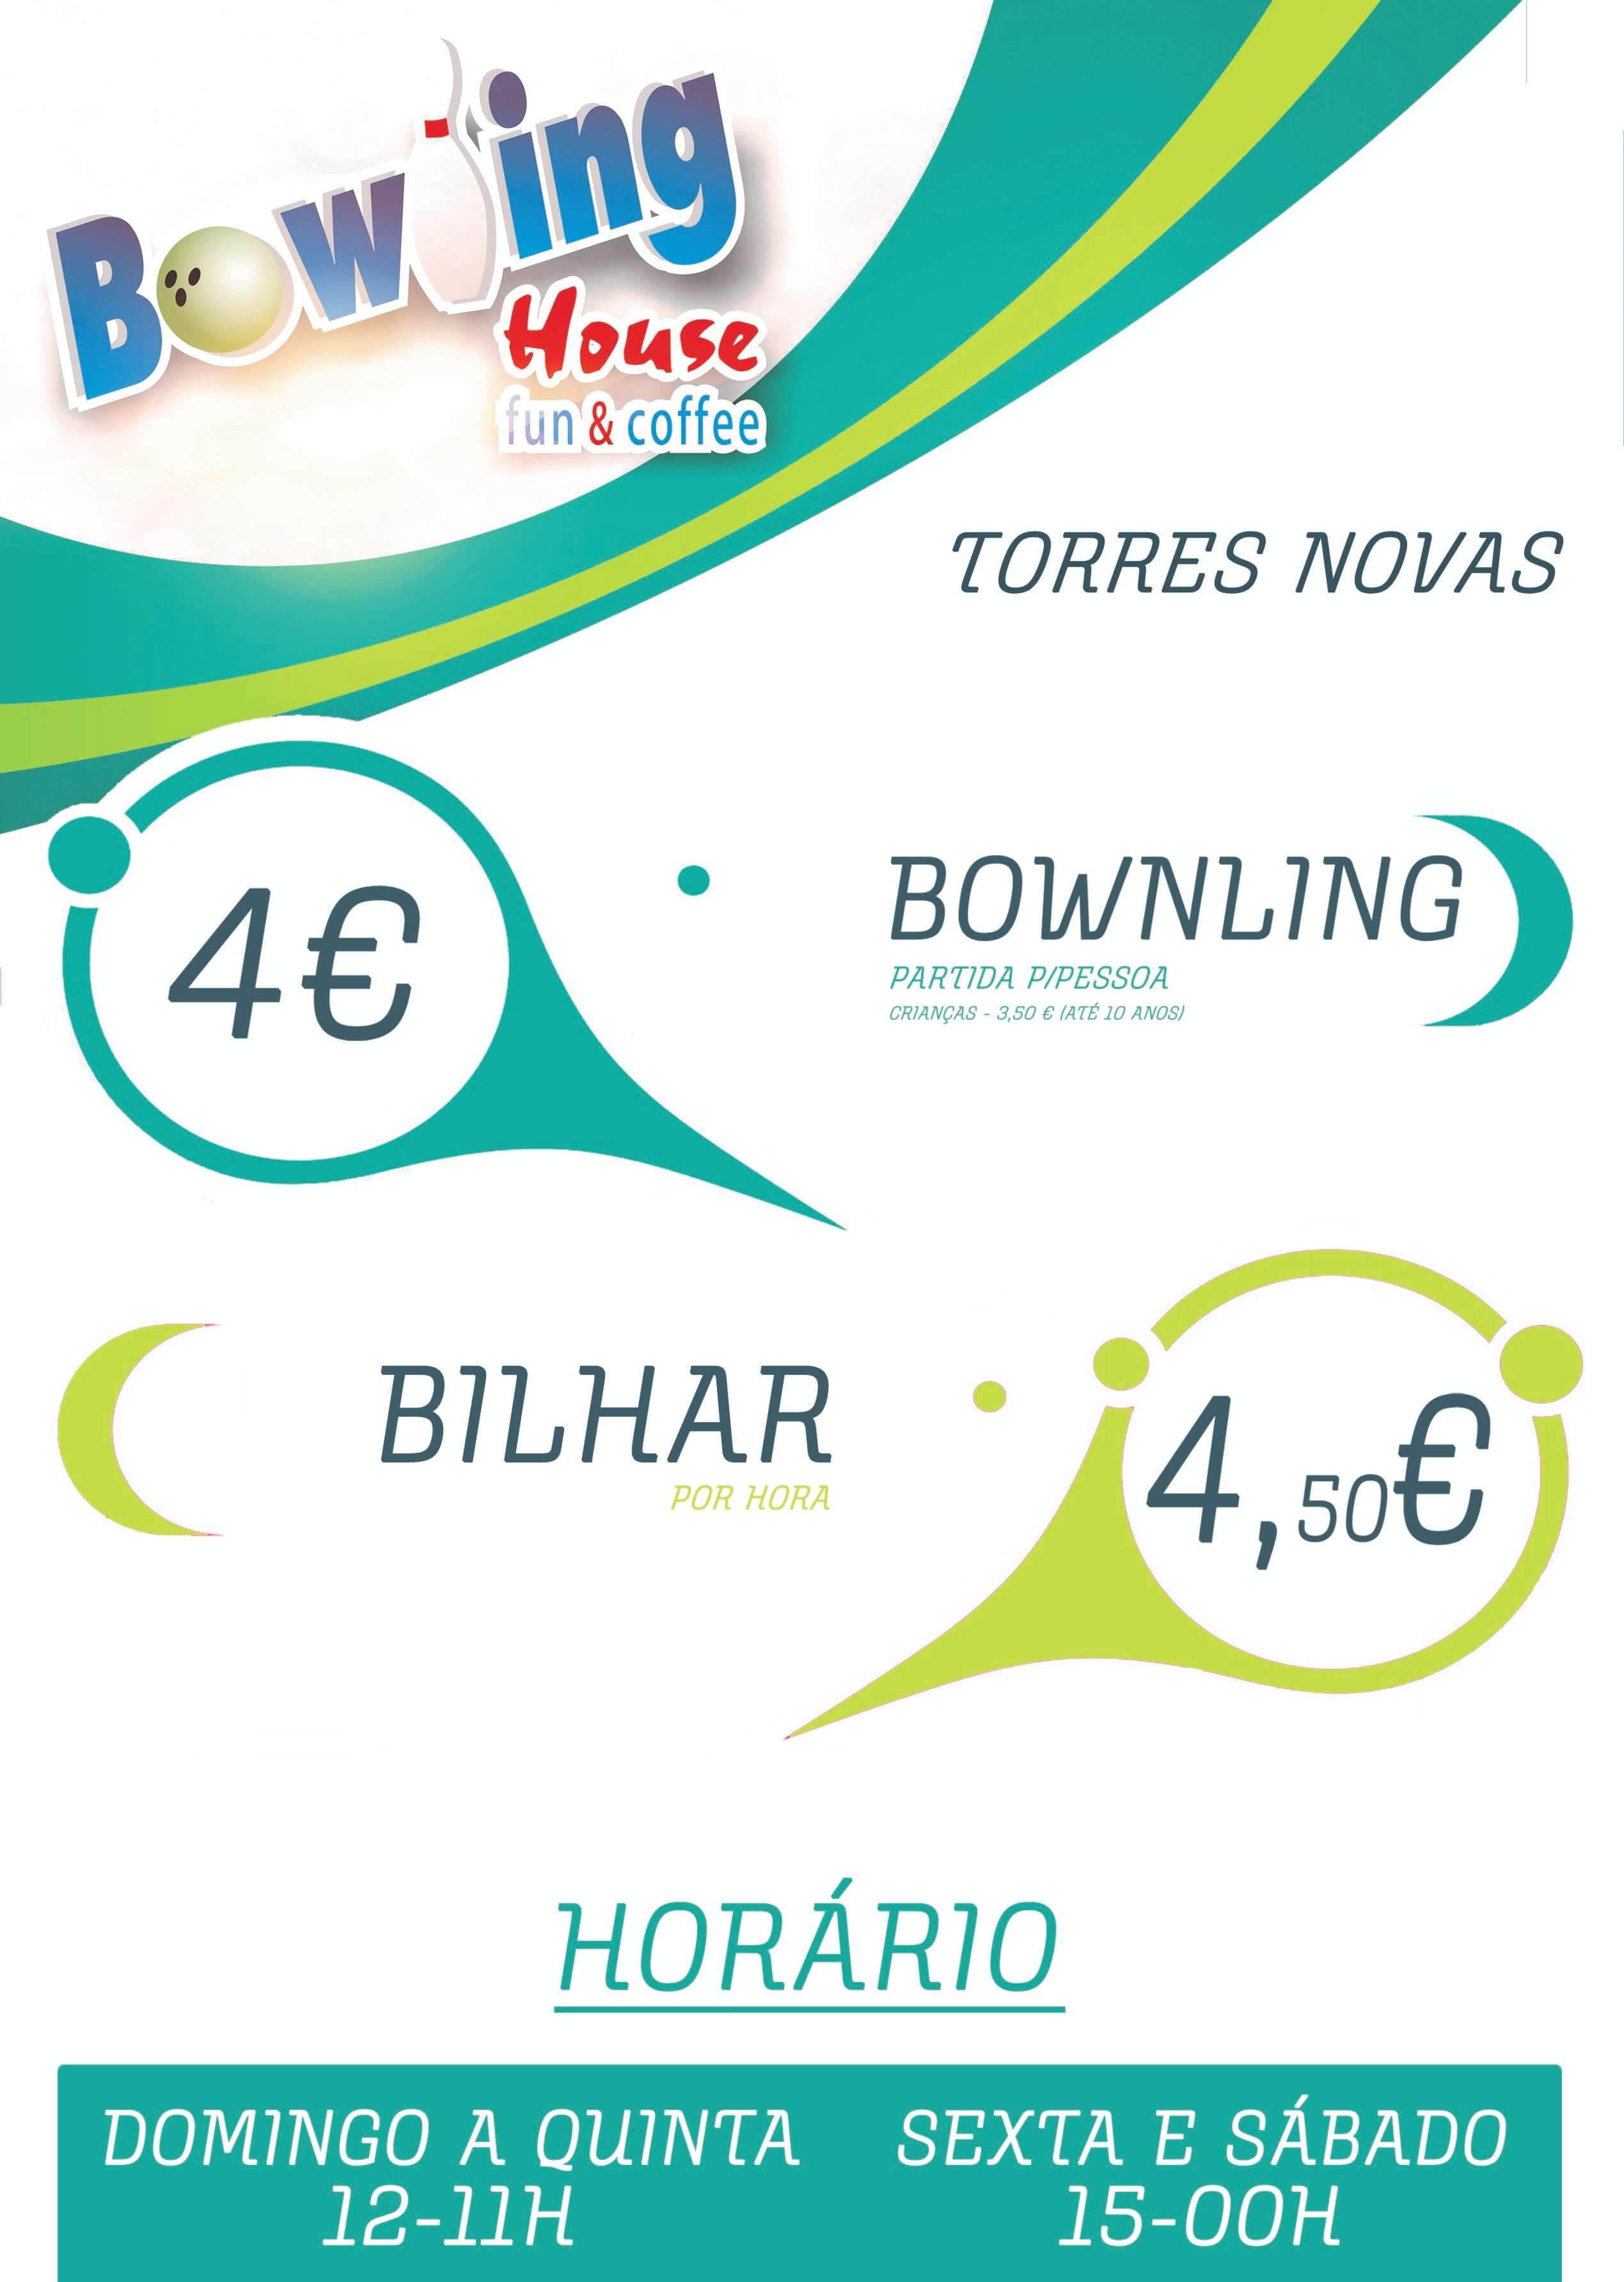 Bowling
House
fun & coffee
TORRES NOVAS
4€
BOWNLING
PARTIDA P/PESSOA
CRIANÇAS - 3,50 € (ATÉ 10 ANOS)
BILHAR
POR HORA
4,50€
HORÁRIO
DOMINGO A QUINTA
12-11H
SEXTA E SÁBADO
15-00H